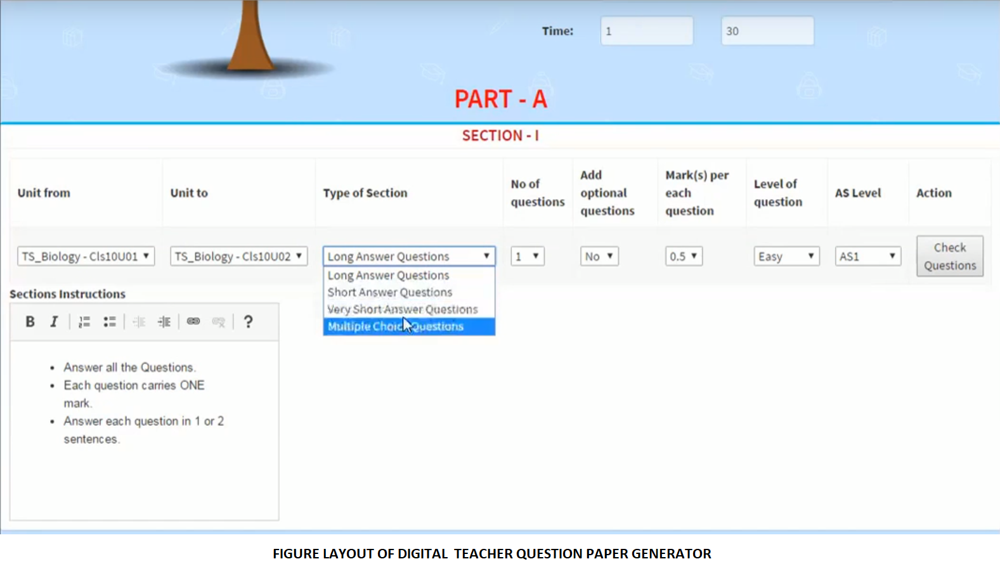 Time: 1 30
PART - A
SECTION - I
Unit from Unit to Type of Section No of questions Add optional questions Mark(s) per each question Level of question AS Level Action
TS_Biology - Cls10U01 TS_Biology - Cls10U02 Long Answer Questions 1 No 0.5 Easy AS1 Check Questions
Long Answer Questions
Short Answer Questions
Very Short Answer Questions
Multiple Choice Questions
Sections Instructions
B I ?
Answer all the Questions.
Each question carries ONE
mark.
Answer each question in 1 or 2
sentences.
FIGURE LAYOUT OF DIGITAL TEACHER QUESTION PAPER GENERATOR